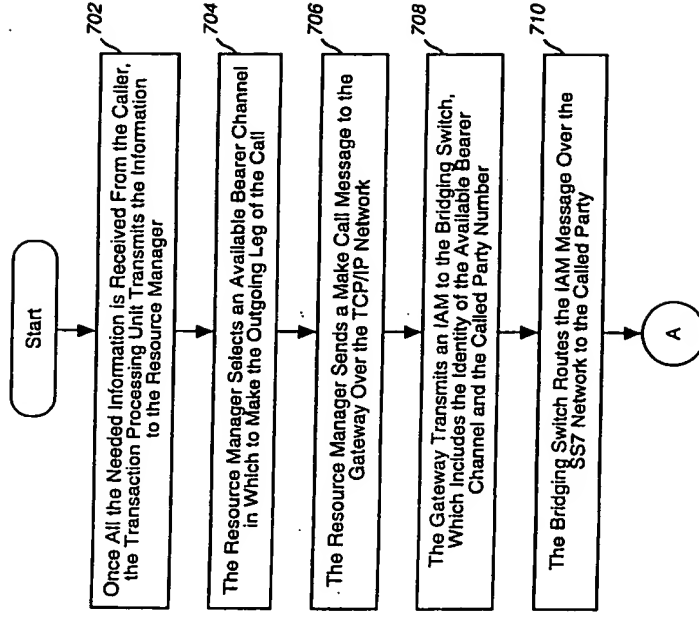 Start
702
Once All the Needed Information is Received From the Caller,
the Transaction Processing Unit Transmits the Information
to the Resource Manager
704
The Resource Manager Selects an Available Bearer Channel
in Which to Make the Outgoing Leg of the Call
706
The Resource Manager Sends a Make Call Message to the
Gateway Over the TCP/IP Network
708
The Gateway Transmits an IAM to the Bridging Switch,
Which Includes the Identity of the Available Bearer
Channel and the Called Party Number
710
The Bridging Switch Routes the IAM Message Over the
SS7 Network to the Called Party
A